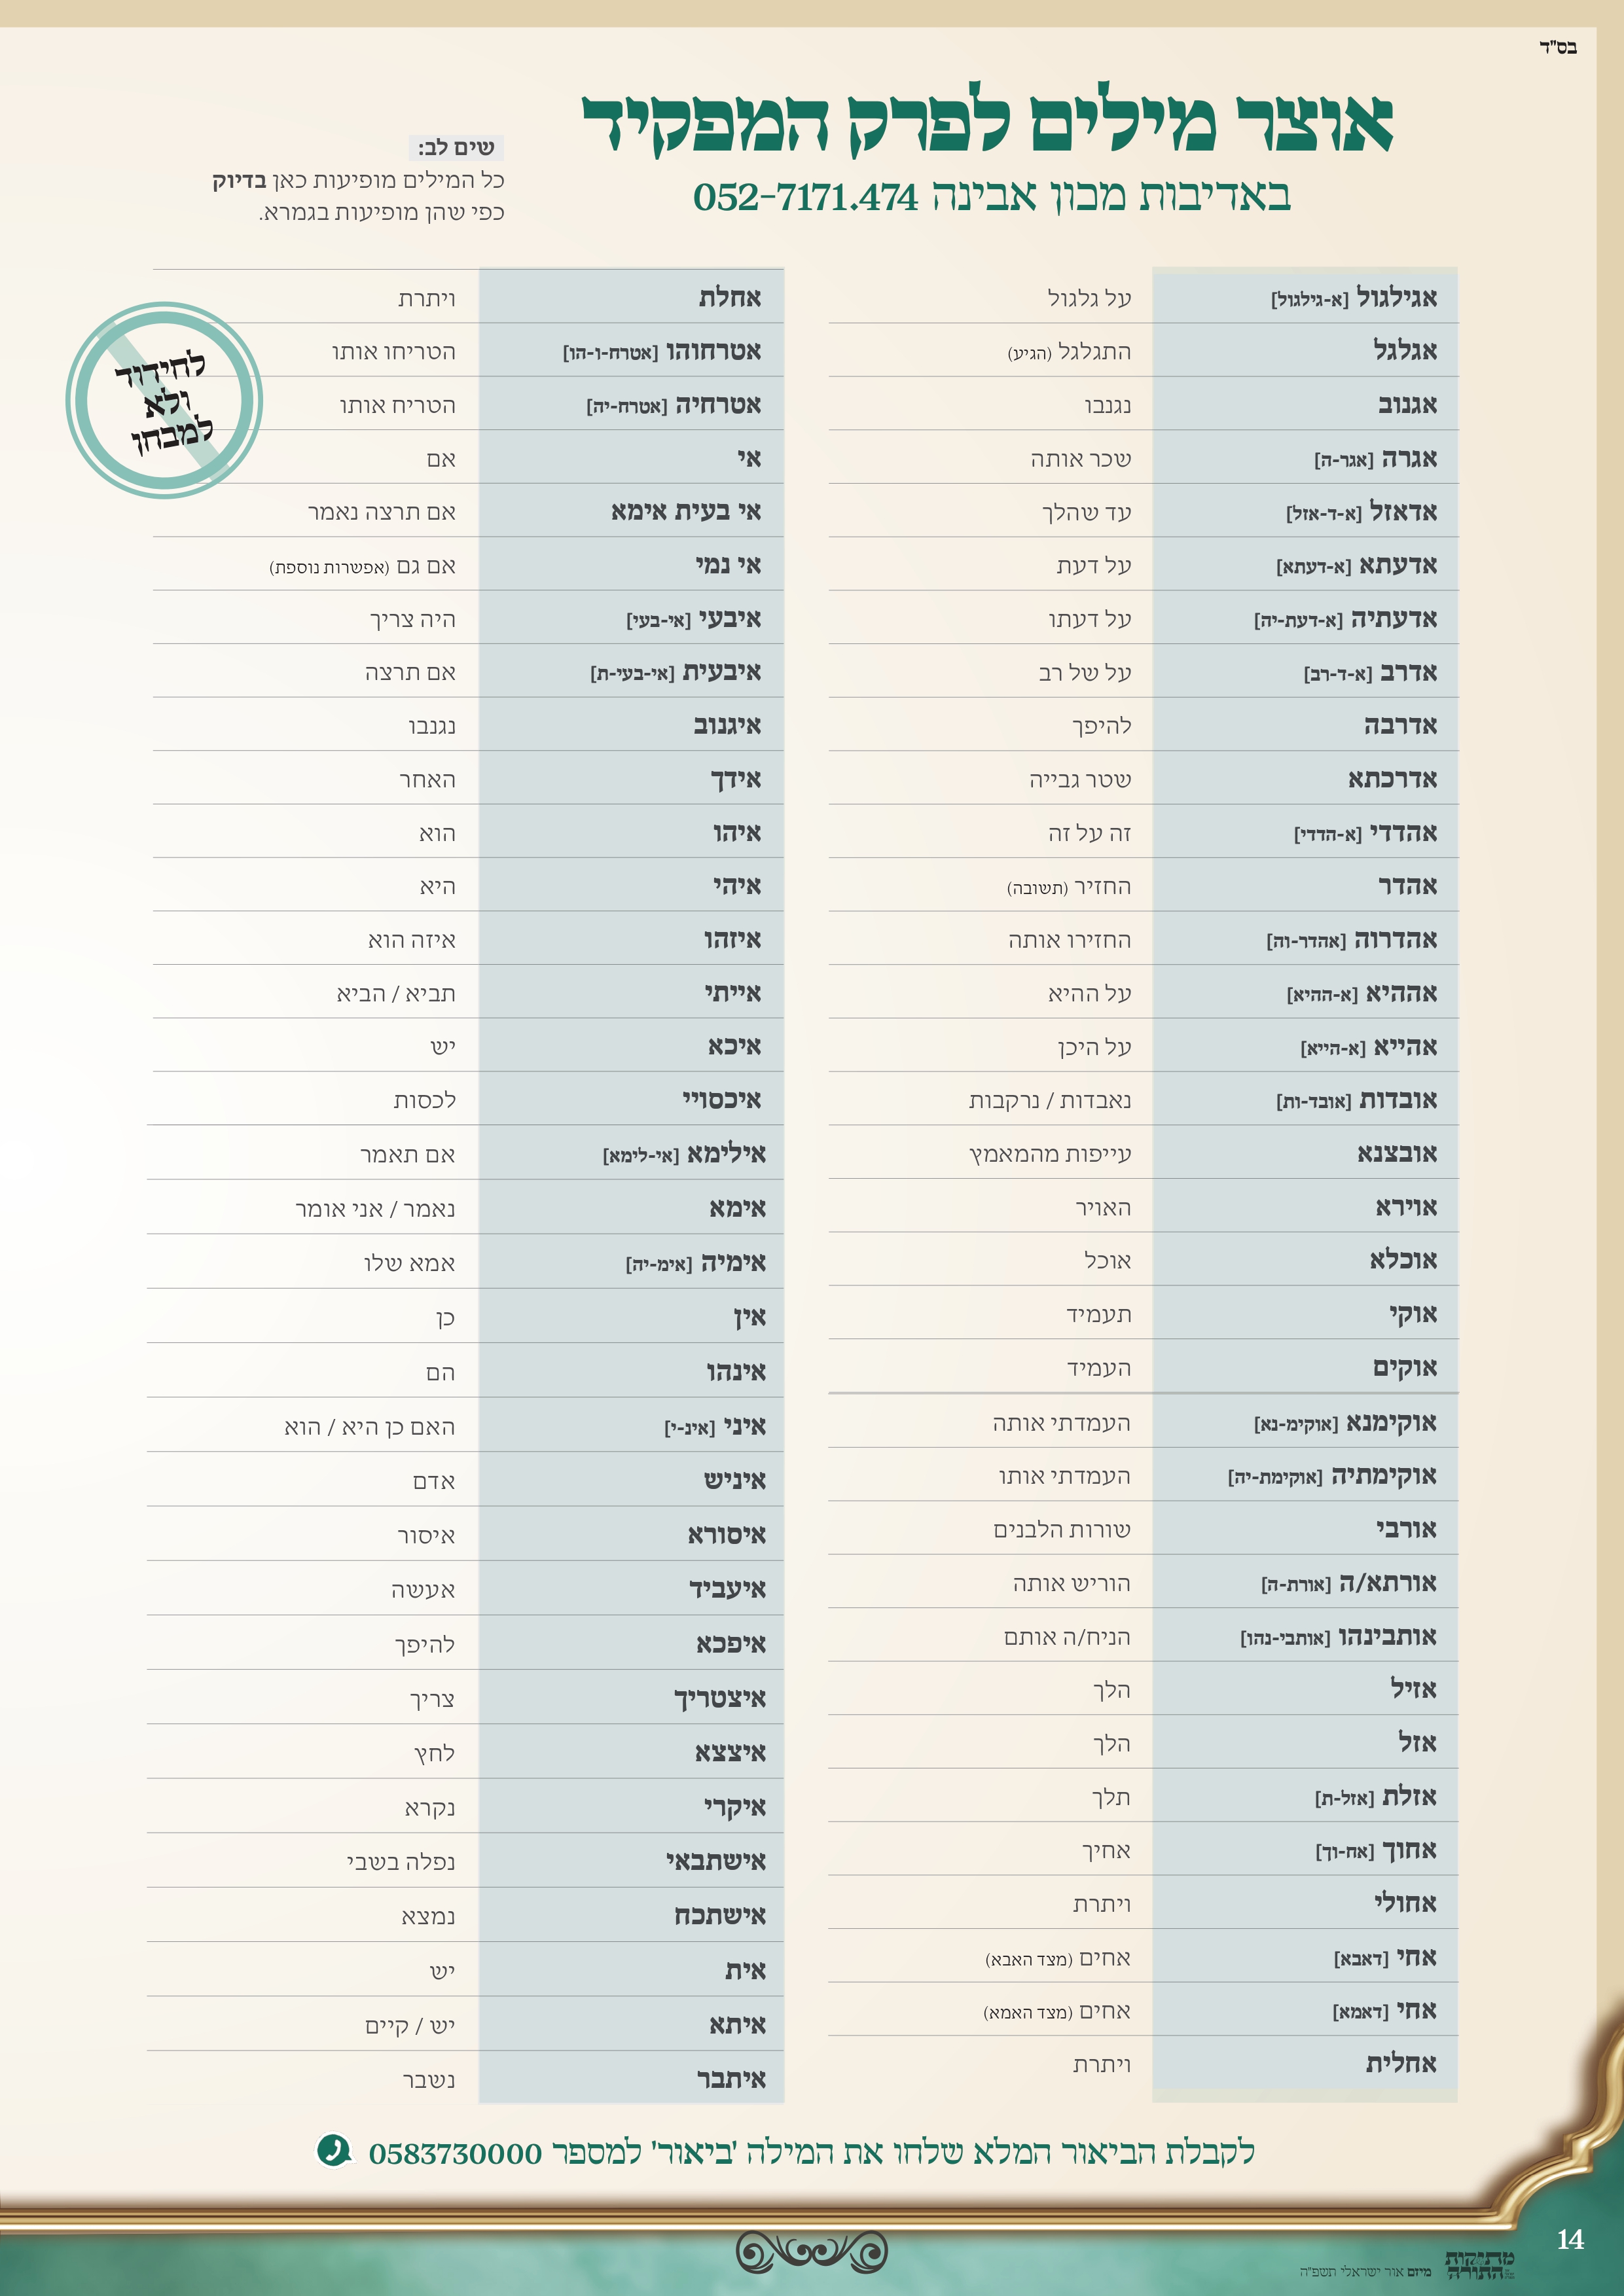 בס"ד
אוצר מילים לפרק המפקיד
באדיבות מכון אבינה 052-7171.474
שים לב:
כל המילים מופיעות כאן בדיוק
כפי שהן מופיעות בגמרא.
אגילגול [א-גילגול] על גלגול
אגלגל התגלגל (הגיע)
אגנוב נגנבו
אגרה [אגר-ה] שכר אותה
אדאזל [א-ד-אזל] עד שהלך
אדעתא [א-דעתא] על דעת
אדעתיה [א-דעת-יה] על דעתו
אדרב [א-ד-רב] על של רב
אדרבה להיפך
אדרכתא שטר גבייה
אהדדי [א-הדדי] זה על זה
אהדר החזיר (תשובה)
אהדרוה [אהדר-וה] החזירו אותה
אההיא [א-ההיא] על ההיא
אהייא [א-הייא] על היכן
אובדות [אובד-ות] נאבדות / נרקבות
אובצנא עייפות מהמאמץ
אוירא האויר
אוכלא אוכל
אוקי תעמיד
אוקים העמיד
אוקימנא [אוקימ-נא] העמדתי אותה
אוקימתיה [אוקימת-יה] העמדתי אותו
אורבי שורות הלבנים
אורתא/ה [אורת-ה] הוריש אותה
אותבינהו [אותבי-נהו] הניח/ה אותם
אזיל הלך
אזל הלך
אזלת [אזל-ת] תלך
אחוך [אח-וך] אחיך
אחולי ויתרת
אחי [דאבא] אחים (מצד האבא)
אחי [דאמא] אחים (מצד האמא)
אחלית ויתרת
אחלת ויתרת
אטרחוהו [אטרח-ו-הו] הטריחו אותו
אטרחיה [אטרח-יה] הטריח אותו
אי אם
אי בעית אימא אם תרצה נאמר
אי נמי אם גם (אפשרות נוספת)
איבעי [אי-בעי] היה צריך
איבעית [אי-בעי-ת] אם תרצה
איגנוב נגנבו
אידך האחר
איהו הוא
איהי היא
איזהו איזה הוא
אייתי תביא / הביא
איכא יש
איכסויי לכסות
אילימא [אי-לימא] אם תאמר
אימא נאמר / אני אומר
אימיה [אימ-יה] אמא שלו
אין כן
אינהו הם
איני [אינ-י] האם כן היא / הוא
איניש אדם
איסורא איסור
איעביד אעשה
איפכא להיפך
איצטריך צריך
איצצא לחץ
איקרי נקרא
אישתבאי נפלה בשבי
אישתכח נמצא
אית יש
איתא יש / קיים
איתבר נשבר
לחידוד
ולא
למבחן
לקבלת הביאור המלא שלחו את המילה 'ביאור' למספר 0583730000
14
מתיקות
התורה
מיזם אור ישראלי תשפ"ה